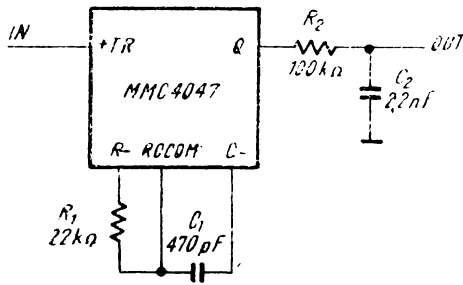 IN
+TR
Q
R2
100kΩ
OUT
MMC4047
C2
2,2nF
R- RCCOM C-
R1
22kΩ
C1
470pF